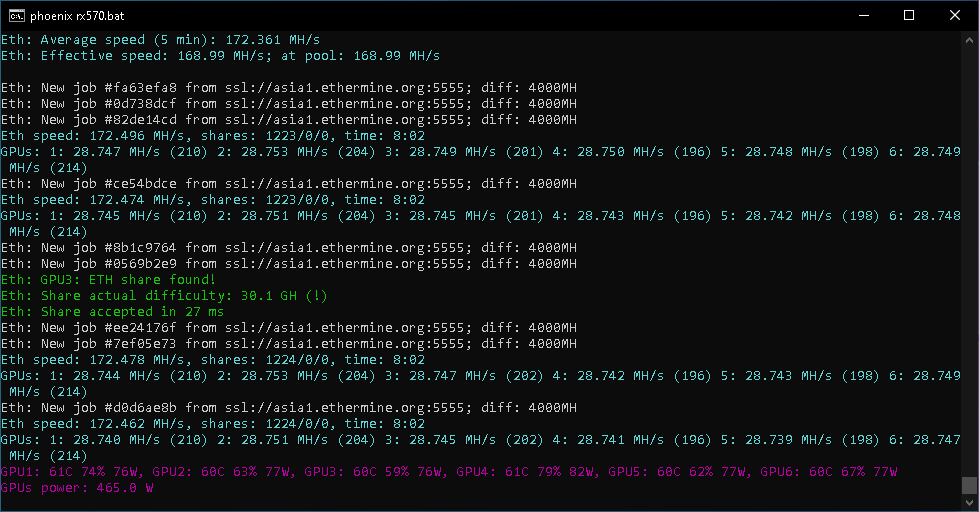 phoenix rx570.bat
Eth: Average speed (5 min): 172.361 MH/s
Eth: Effective speed: 168.99 MH/s; at pool: 168.99 MH/s
Eth: New job #fa63efa8 from ssl://asia1.ethermine.org:5555; diff: 4000MH
Eth: New job #0d738dcf from ssl://asia1.ethermine.org:5555; diff: 4000MH
Eth: New job #82de14cd from ssl://asia1.ethermine.org:5555; diff: 4000MH
Eth speed: 172.496 MH/s, shares: 1223/0/0, time: 8:02
GPUs: 1: 28.747 MH/s (210) 2: 28.753 MH/s (204) 3: 28.749 MH/s (201) 4: 28.750 MH/s (196) 5: 28.748 MH/s (198) 6: 28.749
MH/s (214)
Eth: New job #ce54bdce from ssl://asia1.ethermine.org:5555; diff: 4000MH
Eth speed: 172.474 MH/s, shares: 1223/0/0, time: 8:02
GPUs: 1: 28.745 MH/s (210) 2: 28.751 MH/s (204) 3: 28.745 MH/s (201) 4: 28.743 MH/s (196) 5: 28.742 MH/s (198) 6: 28.748
MH/s (214)
Eth: New job #8b1c9764 from ssl://asia1.ethermine.org:5555; diff: 4000MH
Eth: New job #0569b2e9 from ssl://asia1.ethermine.org:5555; diff: 4000MH
Eth: GPU3: ETH share found!
Eth: Share actual difficulty: 30.1 GH (!)
Eth: Share accepted in 27 ms
Eth: New job #ee24176f from ssl://asia1.ethermine.org:5555; diff: 4000MH
Eth: New job #7ef05e73 from ssl://asia1.ethermine.org:5555; diff: 4000MH
Eth speed: 172.478 MH/s, shares: 1224/0/0, time: 8:02
GPUs: 1: 28.744 MH/s (210) 2: 28.753 MH/s (204) 3: 28.747 MH/s (202) 4: 28.742 MH/s (196) 5: 28.743 MH/s (198) 6: 28.749
MH/s (214)
Eth: New job #d0d6ae8b from ssl://asia1.ethermine.org:5555; diff: 4000MH
Eth speed: 172.462 MH/s, shares: 1224/0/0, time: 8:02
GPUs: 1: 28.740 MH/s (210) 2: 28.751 MH/s (204) 3: 28.745 MH/s (202) 4: 28.741 MH/s (196) 5: 28.739 MH/s (198) 6: 28.747
MH/s (214)
GPU1: 61C 74% 76W, GPU2: 60C 63% 77W, GPU3: 60C 59% 76W, GPU4: 61C 79% 82W, GPU5: 60C 62% 77W, GPU6: 60C 67% 77W
GPUs power: 465.0 W